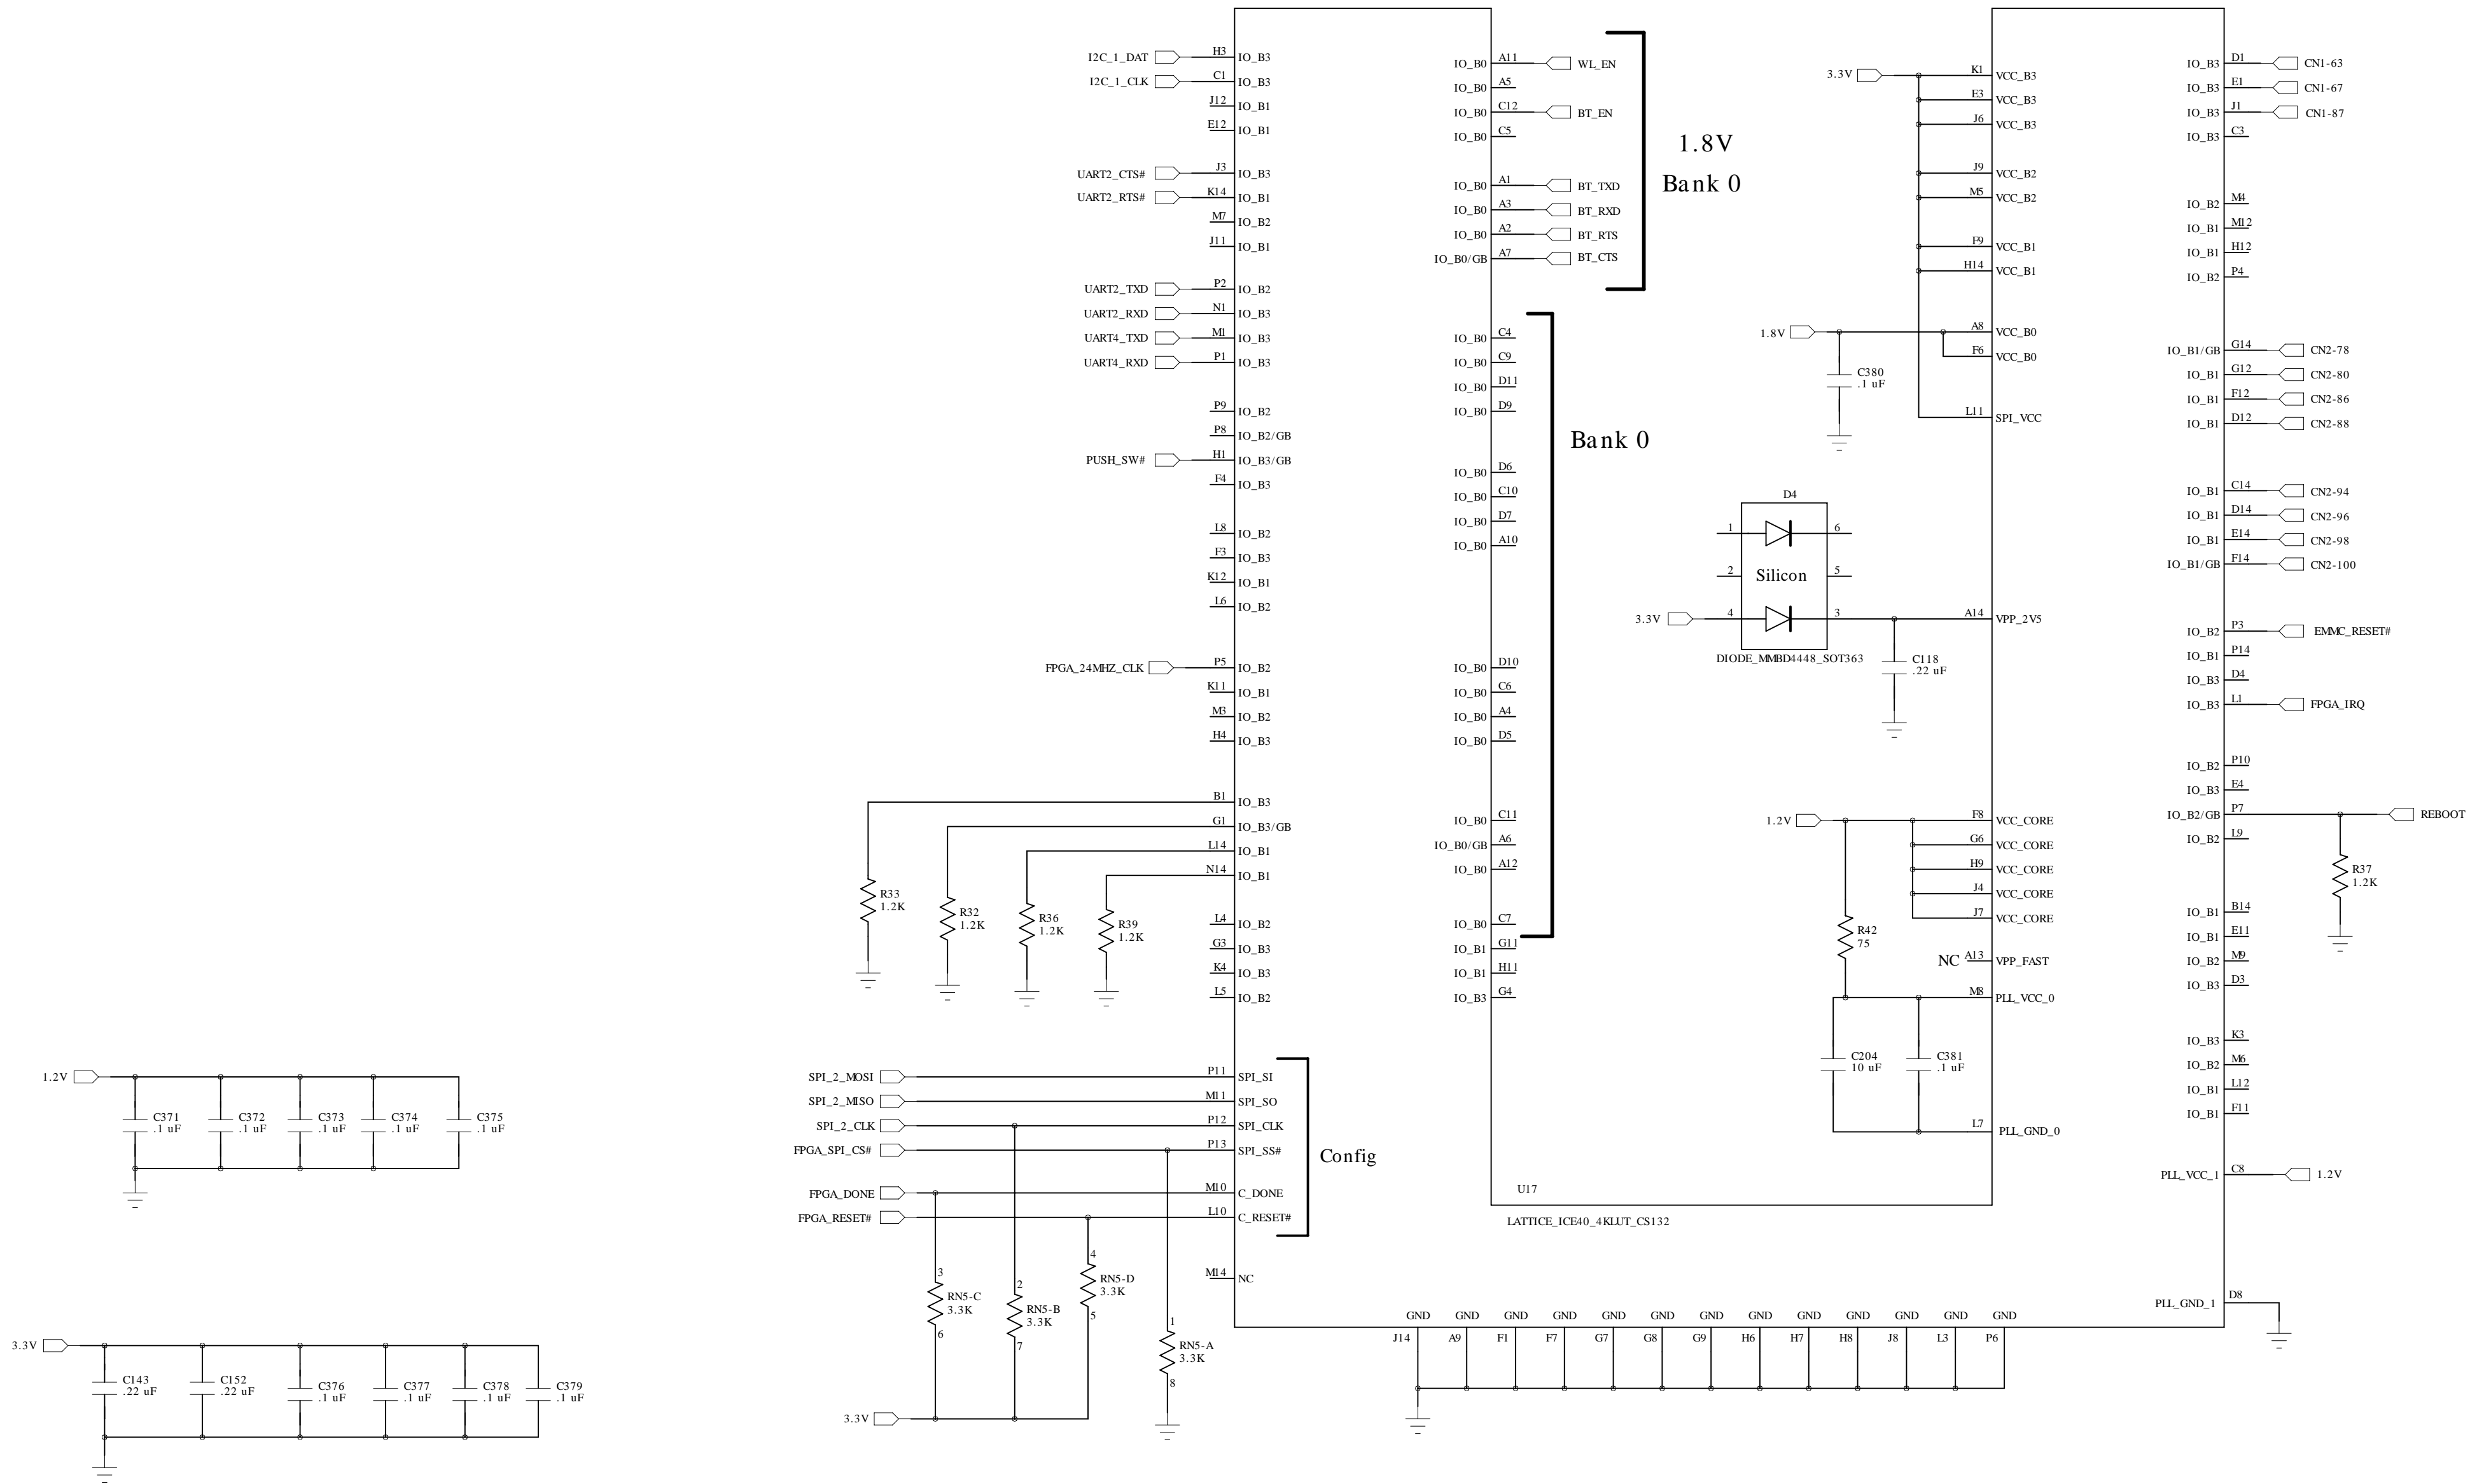 I2C_1_DAT H3 IO_B3
I2C_1_CLK C1 IO_B3
J12 IO_B1
E12 IO_B1
UART2_CTS# J3 IO_B3
UART2_RTS# K14 IO_B1
M7 IO_B2
J11 IO_B1
UART2_TXD P2 IO_B2
UART2_RXD N1 IO_B3
UART4_TXD M1 IO_B3
UART4_RXD P1 IO_B3
P9 IO_B2
P8 IO_B2/GB
PUSH_SW# H1 IO_B3/GB
F4 IO_B3
L8 IO_B2
F3 IO_B3
K12 IO_B1
L6 IO_B2
FPGA_24MHZ_CLK P5 IO_B2
K11 IO_B1
M3 IO_B2
H4 IO_B3
B1 IO_B3
G1 IO_B3/GB
L14 IO_B1
N14 IO_B1
R33
1.2K
R32
1.2K
R36
1.2K
R39
1.2K
L4 IO_B2
G3 IO_B3
K4 IO_B3
L5 IO_B2
SPI_2_MOSI P11 SPI_SI
SPI_2_MISO M11 SPI_SO
SPI_2_CLK P12 SPI_CLK
FPGA_SPI_CS# P13 SPI_SS#
FPGA_DONE M10 C_DONE
FPGA_RESET# L10 C_RESET#
Config
M14 NC
3 RN5-C
3.3K
6
2 RN5-B
3.3K
7
4 RN5-D
3.3K
5
1 RN5-A
3.3K
8
3.3V
1.2V
C371
.1 uF
C372
.1 uF
C373
.1 uF
C374
.1 uF
C375
.1 uF
3.3V
C143
.22 uF
C152
.22 uF
C376
.1 uF
C377
.1 uF
C378
.1 uF
C379
.1 uF
IO_B0 A11 WL_EN
IO_B0 A5
IO_B0 C12 BT_EN
IO_B0 C5
IO_B0 A1 BT_TXD
IO_B0 A3 BT_RXD
IO_B0 A2 BT_RTS
IO_B0/GB A7 BT_CTS
1.8V
Bank 0
IO_B0 C4
IO_B0 C9
IO_B0 D11
IO_B0 D9
Bank 0
IO_B0 D6
IO_B0 C10
IO_B0 D7
IO_B0 A10
IO_B0 D10
IO_B0 C6
IO_B0 A4
IO_B0 D5
IO_B0 C11
IO_B0/GB A6
IO_B0 A12
IO_B0 C7
IO_B1 G11
IO_B1 H11
IO_B3 G4
U17
LATTICE_ICE40_4KLUT_CS132
3.3V K1 VCC_B3
E3 VCC_B3
J6 VCC_B3
J9 VCC_B2
M5 VCC_B2
F9 VCC_B1
H14 VCC_B1
1.8V A8 VCC_B0
F6 VCC_B0
C380
.1 uF
L11 SPI_VCC
D4
1 6
2 Silicon 5
3.3V 4 3 A14 VPP_2V5
DIODE_MMBD4448_SOT363
C118
.22 uF
1.2V F8 VCC_CORE
G6 VCC_CORE
H9 VCC_CORE
J4 VCC_CORE
J7 VCC_CORE
R42
75
NC A13 VPP_FAST
M8 PLL_VCC_0
C204
10 uF
C381
.1 uF
L7 PLL_GND_0
IO_B3 D1 CN1-63
IO_B3 E1 CN1-67
IO_B3 J1 CN1-87
IO_B3 C3
IO_B2 M4
IO_B1 M12
IO_B1 H12
IO_B2 P4
IO_B1/GB G14 CN2-78
IO_B1 G12 CN2-80
IO_B1 F12 CN2-86
IO_B1 D12 CN2-88
IO_B1 C14 CN2-94
IO_B1 D14 CN2-96
IO_B1 E14 CN2-98
IO_B1/GB F14 CN2-100
IO_B2 P3 EMMC_RESET#
IO_B1 P14
IO_B3 D4
IO_B3 L1 FPGA_IRQ
IO_B2 P10
IO_B3 E4
IO_B2/GB P7 REBOOT
IO_B2 L9
R37
1.2K
IO_B1 B14
IO_B1 E11
IO_B2 M9
IO_B3 D3
IO_B3 K3
IO_B2 M6
IO_B1 L12
IO_B1 F11
PLL_VCC_1 C8 1.2V
PLL_GND_1 D8
GND GND GND GND GND GND GND GND GND GND GND GND GND
J14 A9 F1 F7 G7 G8 G9 H6 H7 H8 J8 L3 P6